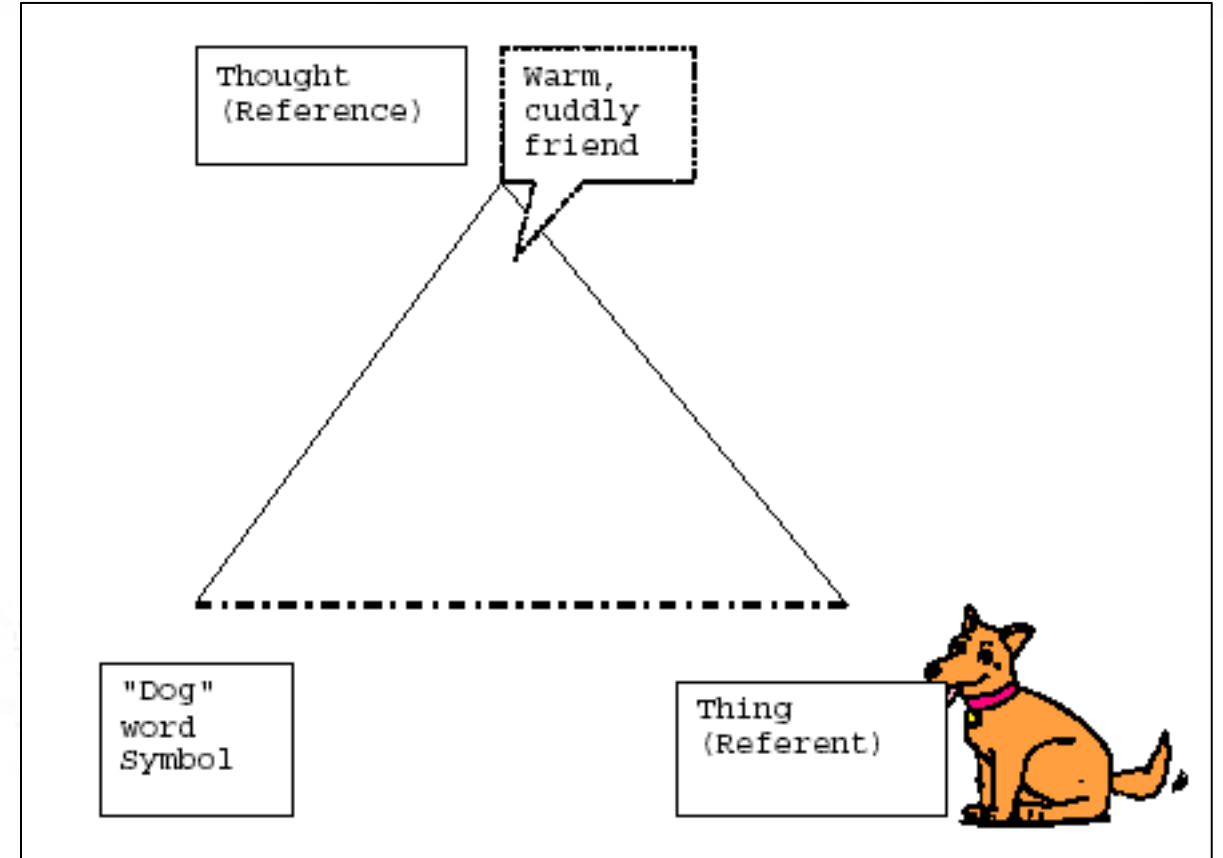 Thought
(Reference)
Warm,
cuddly
friend
"Dog"
word
Symbol
Thing
(Referent)